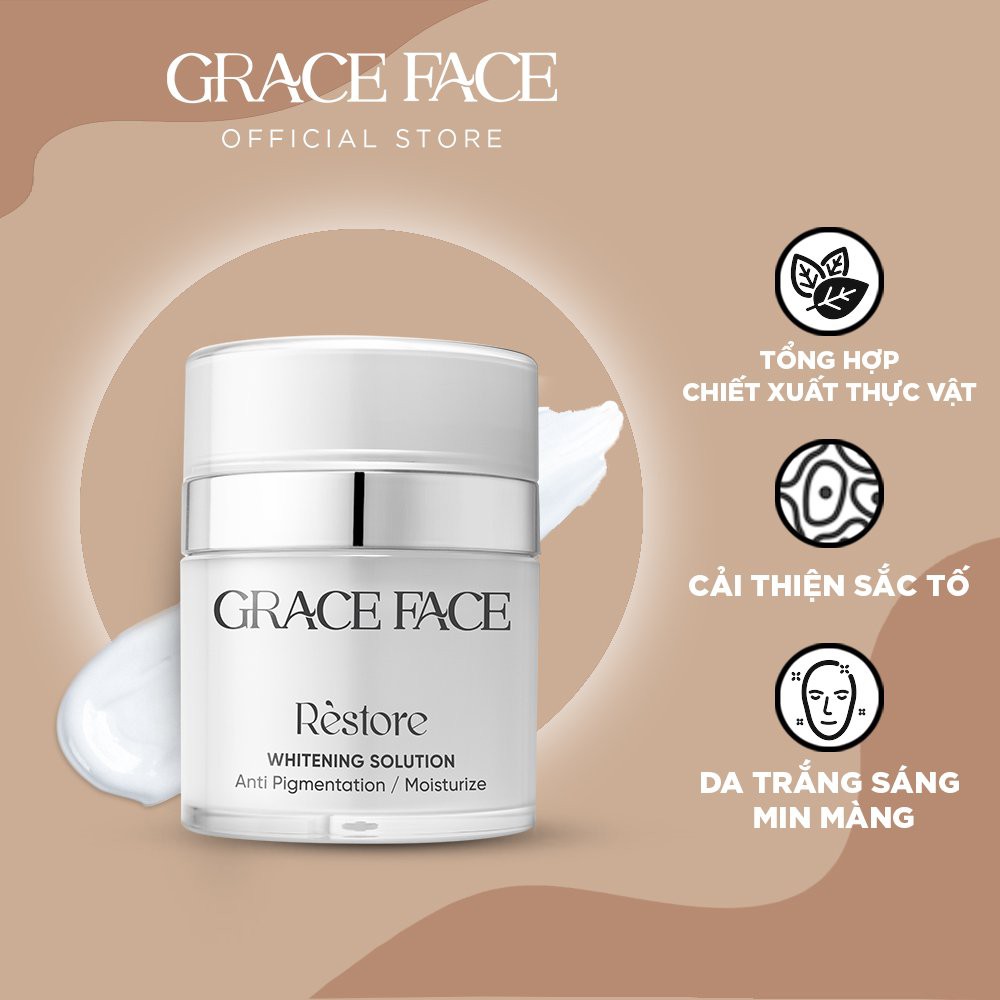 GRACE FACE
OFFICIAL STORE
TỔNG HỢP
CHIẾT XUẤT THỰC VẬT
CẢI THIỆN SẮC TỐ
DA TRẮNG SÁNG
MIN MÀNG
GRACE FACE
Rèstore
WHITENING SOLUTION
Anti Pigmentation / Moisturize